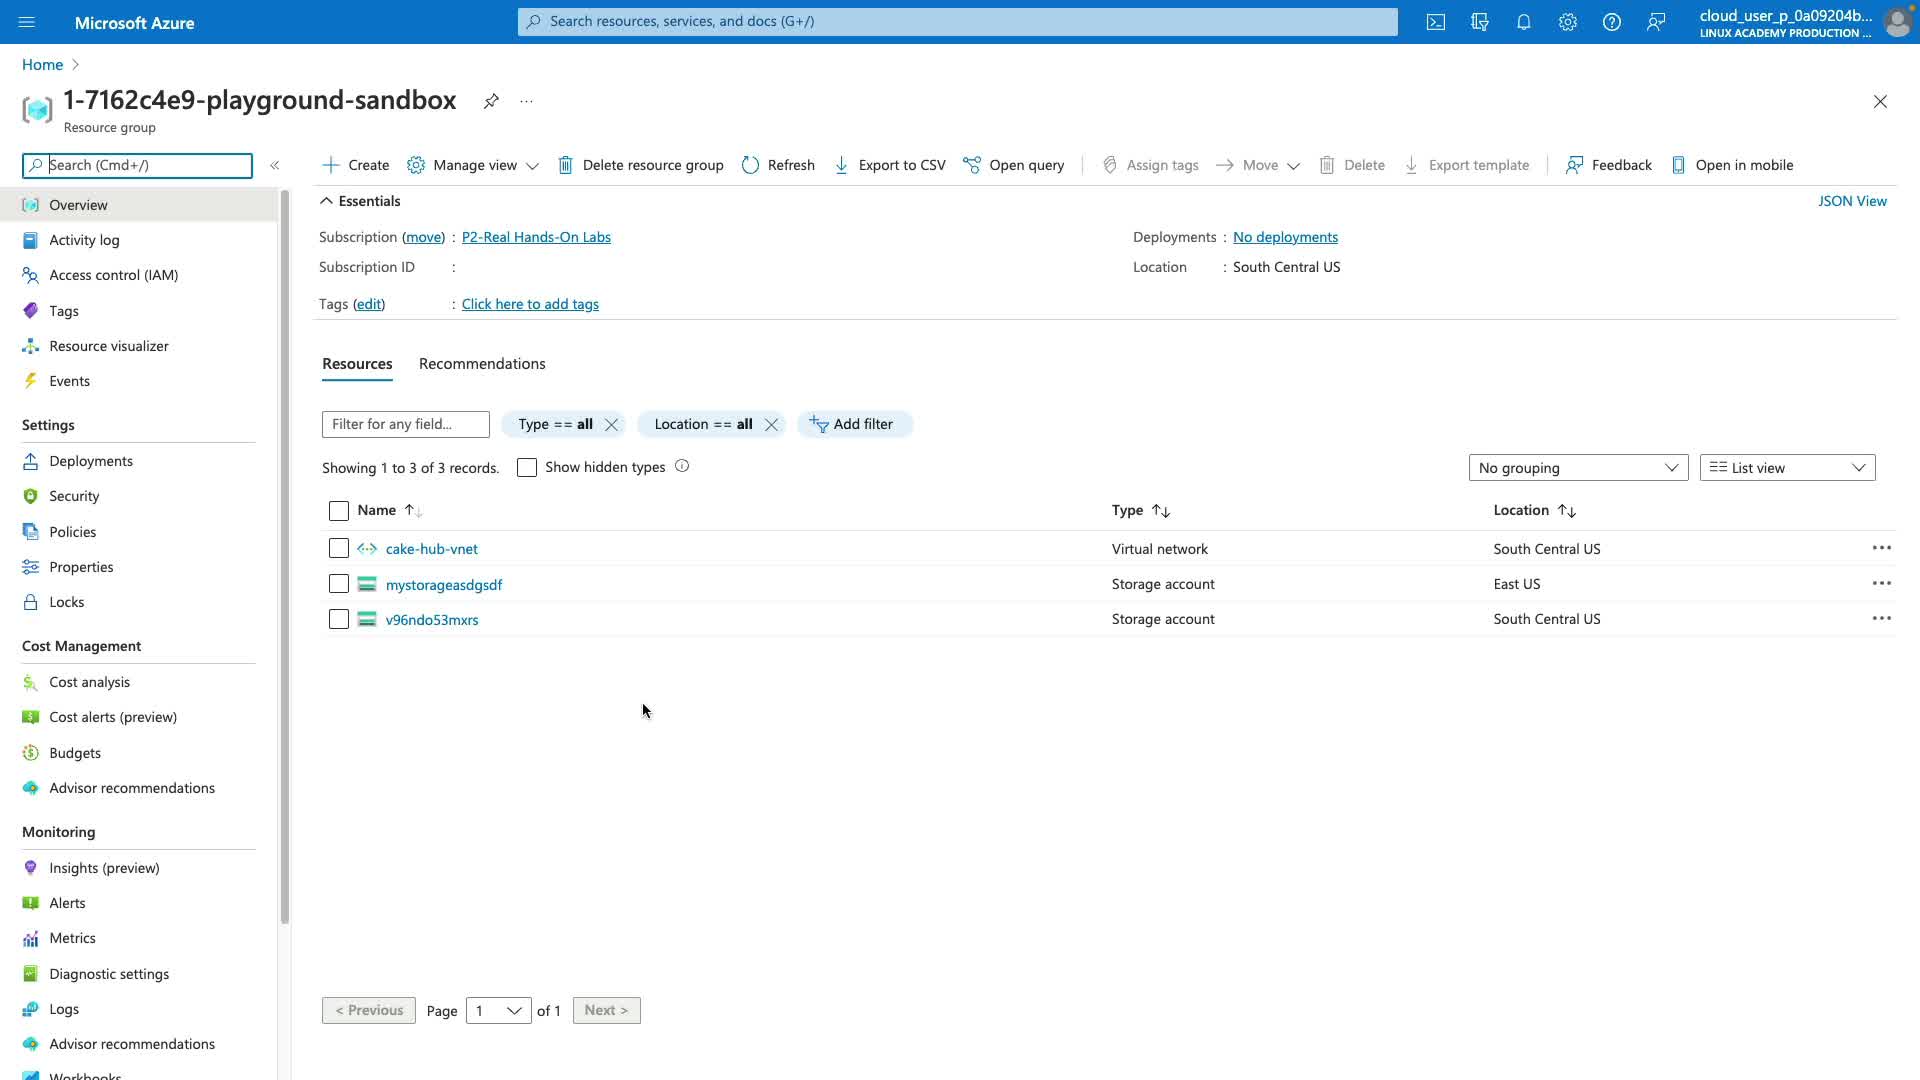 Microsoft Azure
Search resources, services, and docs (G+/)
cloud_user_p_0a09204b...
LINUX ACADEMY PRODUCTION ...
Home
1-7162c4e9-playground-sandbox
Resource group
Search (Cmd+/)
Create
Manage view
Delete resource group
Refresh
Export to CSV
Open query
Assign tags
Move
Delete
Export template
Feedback
Open in mobile
Overview
Activity log
Access control (IAM)
Tags
Resource visualizer
Events
Settings
Deployments
Security
Policies
Properties
Locks
Cost Management
Cost analysis
Cost alerts (preview)
Budgets
Advisor recommendations
Monitoring
Insights (preview)
Alerts
Metrics
Diagnostic settings
Logs
Advisor recommendations
Workbooks
Essentials
JSON View
Subscription (move) : P2-Real Hands-On Labs
Deployments : No deployments
Subscription ID :
Location : South Central US
Tags (edit) : Click here to add tags
Resources Recommendations
Filter for any field...
Type == all
Location == all
Add filter
Showing 1 to 3 of 3 records.
Show hidden types
No grouping
List view
Name Type Location
cake-hub-vnet Virtual network South Central US
mystorageasdgsdf Storage account East US
v96ndo53mxrs Storage account South Central US
< Previous Page 1 of 1 Next >